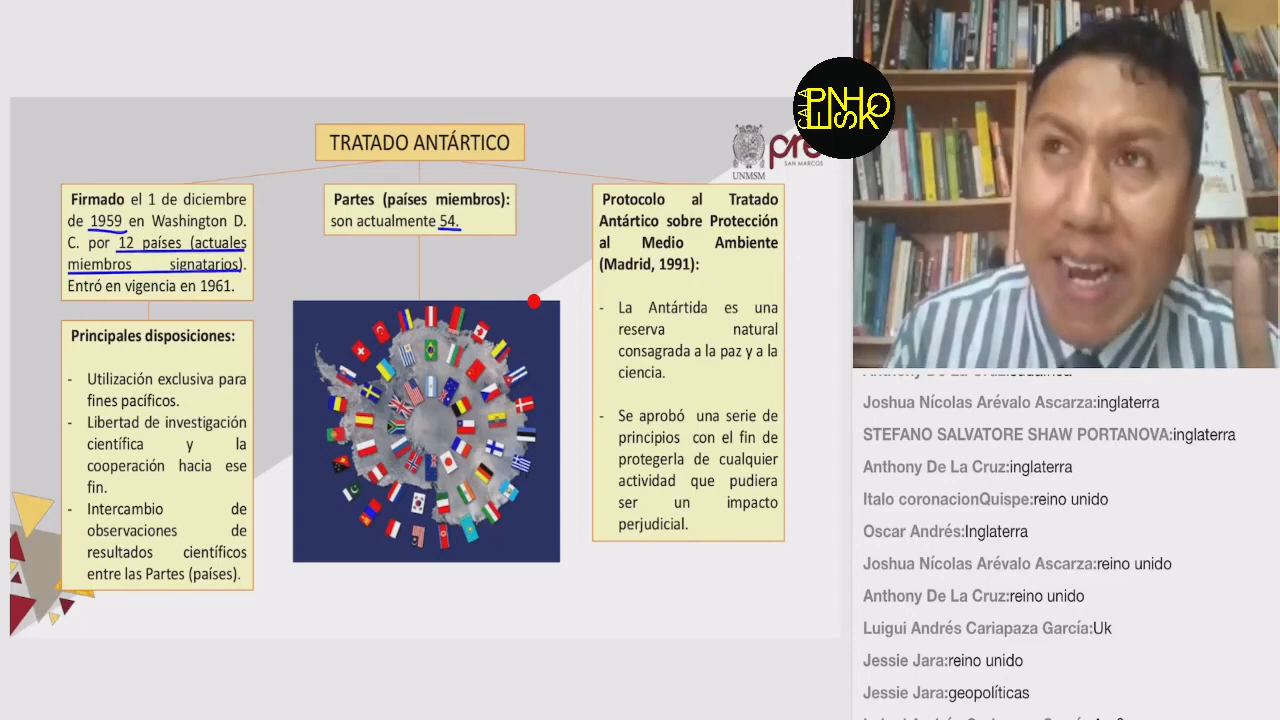 TRATADO ANTÁRTICO
UNMSM
pre
SAN MARCOS
Firmado el 1 de diciembre
de 1959 en Washington D.
C. por 12 países (actuales
miembros signatarios).
Entró en vigencia en 1961.
Partes (países miembros):
son actualmente 54.
Protocolo al Tratado
Antártico sobre Protección
al Medio Ambiente
(Madrid, 1991):
- La Antártida es una
reserva natural
consagrada a la paz y a la
ciencia.
- Se aprobó una serie de
principios con el fin de
protegerla de cualquier
actividad que pudiera
ser un impacto
perjudicial.
Principales disposiciones:
- Utilización exclusiva para
fines pacíficos.
- Libertad de investigación
científica y la
cooperación hacia ese
fin.
- Intercambio de
observaciones de
resultados científicos
entre las Partes (países).
Joshua Nícolas Arévalo Ascarza:inglaterra
STEFANO SALVATORE SHAW PORTANOVA:inglaterra
Anthony De La Cruz:inglaterra
Italo coronacionQuispe:reino unido
Oscar Andrés:Inglaterra
Joshua Nícolas Arévalo Ascarza:reino unido
Anthony De La Cruz:reino unido
Luigui Andrés Cariapaza García:Uk
Jessie Jara:reino unido
Jessie Jara:geopolíticas